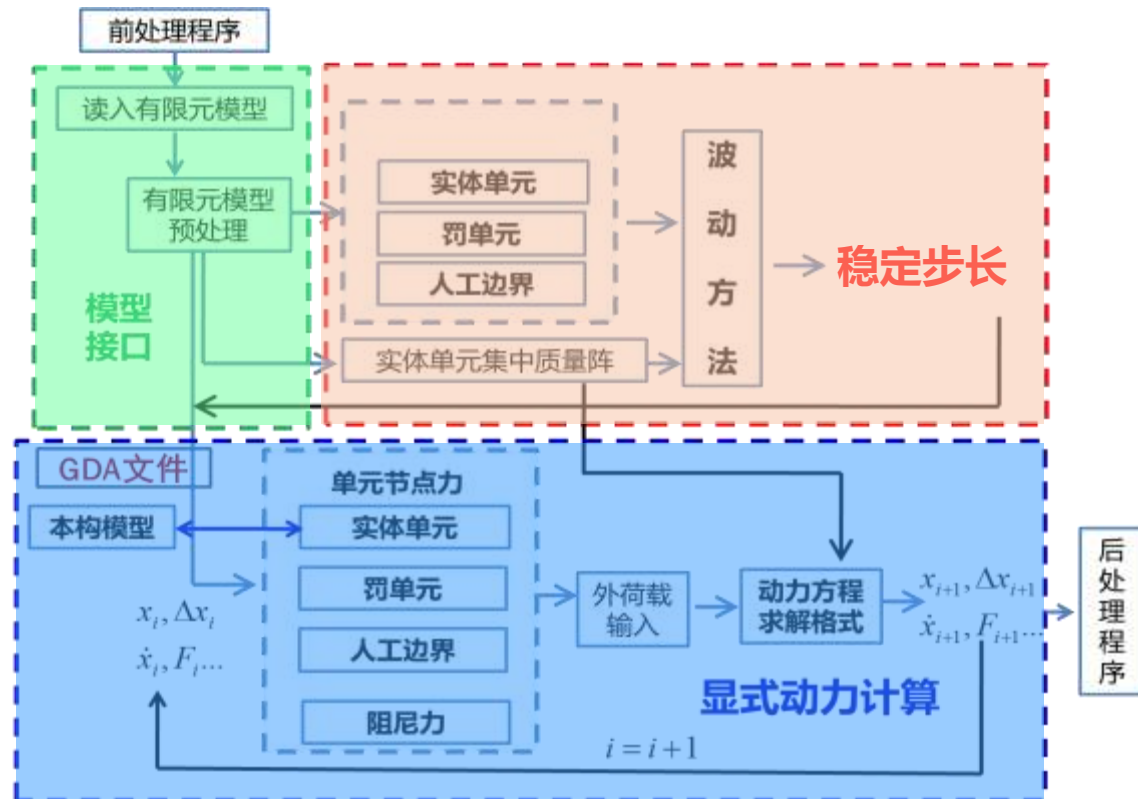 前处理程序
读入有限元模型
有限元模型
预处理
模型
接口
实体单元
罚单元
人工边界
实体单元集中质量阵
波
动
方
法
稳定步长
GDA文件
本构模型
x_i, Δx_i
ẋ_i, F_i...
单元节点力
实体单元
罚单元
人工边界
阻尼力
外荷载
输入
动力方程
求解格式
x_{i+1}, Δx_{i+1}
ẋ_{i+1}, F_{i+1}...
显式动力计算
i = i+1
后
处
理
程
序